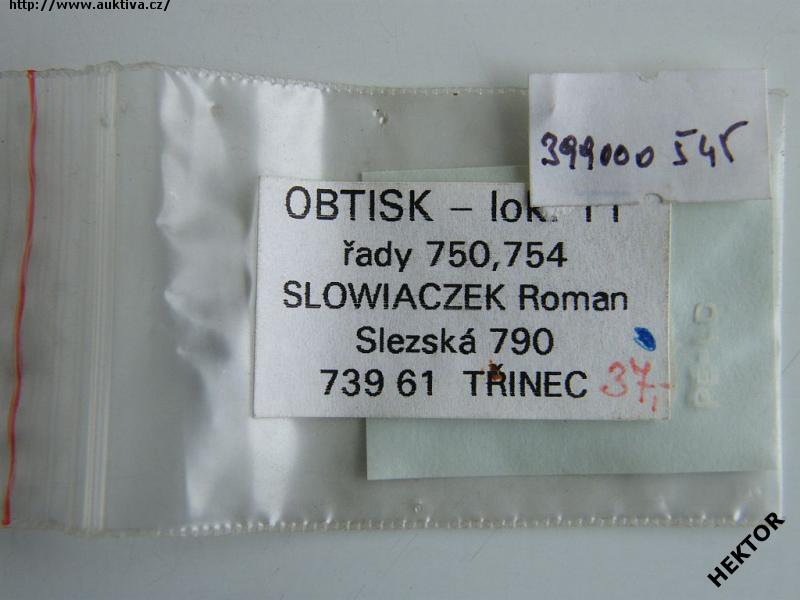 http://www.auktiva.cz/
399000 545
OBTISK – lok. TT
řady 750,754
SLOWIACZEK Roman
Slezská 790
739 61 TŘINEC 37,-
HEKTOR